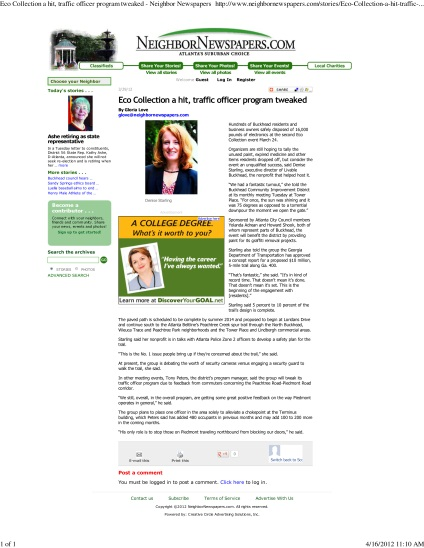 Eco Collection a hit, traffic officer program tweaked - Neighbor Newspapers http://www.neighbornewspapers.com/stories/Eco-Collection-a-hit-traffic-...
NEIGHBORNEWSPAPERS.COM
ATLANTA'S SUBURBAN CHOICE
Classifieds
Share Your Stories!
View all stories
Share Your Photos!
View all photos
Share Your Events!
View all events
Local Charities
Welcome Guest Log In Register
Choose your Neighbor
Today's stories . . .
Ashe retiring as state
representative
In a Tuesday letter to constituents,
District 56 State Rep. Kathy Ashe,
D-Atlanta, announced she will not
seek re-election and is retiring when
her .. more
More stories . . .
Buckhead council hears ..
Sandy Springs ethics board ..
Become a
contributor . . .
Connect with your neighbors,
friends and community. Share
your news, events and photos!
Sign up to get started!
Search the archives
GO
STORIES PHOTOS
ADVANCED SEARCH
SHARE
Eco Collection a hit, traffic officer program tweaked
By Gloria Love
glove@neighbornewspapers.com
Denise Starling
Hundreds of Buckhead residents and
business owners safely disposed of 16,000
pounds of electronics at the second Eco
Collection event March 24.
Organizers are still hoping to tally the
unused paint, expired medicine and other
items residents dropped off, but consider the
event an unqualified success, said Denise
Starling, executive director of Livable
Buckhead, the nonprofit that helped host it.
"We had a fantastic turnout," she told the
Buckhead Community Improvement District
at its monthly meeting Tuesday at Tower
Place. "For once, the sun was shining and it
was 75 degrees as opposed to a torrential
downpour the moment we open the gate."
Sponsored by Atlanta City Council members
Yolanda Adrean and Howard Shook, both of
whom represent parts of Buckhead, the
event will benefit the district by providing
paint for its graffiti removal projects.
Starling also told the group the Georgia
Department of Transportation has approved
a concept report for a proposed $10 million,
5-mile trail along Ga. 400.
"That's fantastic," she said. "It's kind of
record time. That doesn't mean it's done.
That doesn't mean it's set. This is the
beginning of the engagement with
[residents]."
Starling said 5 percent to 10 percent of the
trail's design is complete.
A COLLEGE DEGREE.
What's it worth to you?
"Having the career
I've always wanted."
Learn more at DiscoverYourGOAL.net
The paved path is scheduled to be complete by summer 2014 and proposed to begin at Loridans Drive
and continue south to the Atlanta BeltLine's Peachtree Creek spur trail through the North Buckhead,
Wieuca Trace and Peachtree Park neighborhoods and the Tower Place and Lindbergh commercial areas.
Starling said her nonprofit is in talks with Atlanta Police Zone 2 officers to develop a safety plan for the
trail.
"This is the No. 1 issue people bring up if they're concerned about the trail," she said.
At present, the group is debating the worth of security cameras versus engaging a security guard to
walk the trail, she said.
In other meeting events, Tony Peters, the district's program manager, said the group will tweak its
traffic officer program due to feedback from commuters concerning the Peachtree Road-Piedmont Road
corridor.
"We still, overall, in the overall program, are getting some great positive feedback on the way Piedmont
operates in general," he said.
The group plans to place one officer in the area solely to alleviate a chokepoint at the Terminus
building, which Peters said has added 480 occupants in previous months and may add 100 to 200 more
in the coming months.
"His only role is to stop those on Piedmont traveling northbound from blocking our doors," he said.
E-mail this
Print this
+1 0
Switch here to So
Post a comment
You must be logged in to post a comment. Click here to log in.
Contact us Subscribe Terms of Service Advertise With Us
Copyright ©2012 NeighborNewspapers.com. All rights reserved.
Powered by: Creative Circle Advertising Solutions, Inc.
1 of 1 4/16/2012 11:10 AM